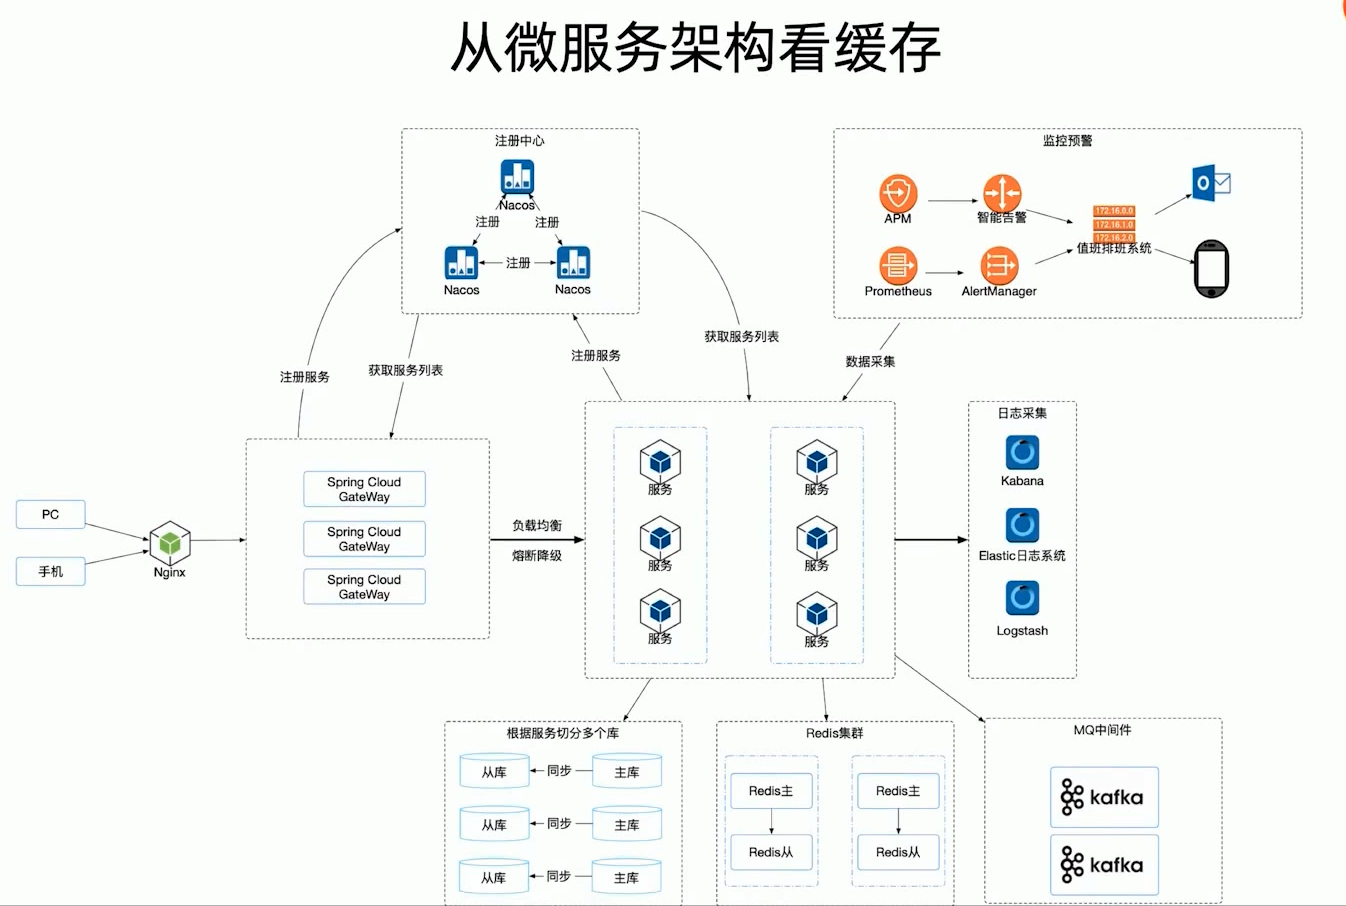 从微服务架构看缓存
注册中心
Nacos
注册
注册
Nacos
注册
Nacos
监控预警
APM
智能告警
172.16.0.0
172.16.1.0
172.16.2.0
值班排班系统
Prometheus
AlertManager
注册服务
获取服务列表
注册服务
获取服务列表
数据采集
PC
手机
Nginx
Spring Cloud
GateWay
Spring Cloud
GateWay
Spring Cloud
GateWay
负载均衡
熔断降级
服务
服务
服务
服务
服务
服务
日志采集
Kabana
Elastic日志系统
Logstash
根据服务切分多个库
从库
同步
主库
从库
同步
主库
从库
同步
主库
Redis集群
Redis主
Redis主
Redis从
Redis从
MQ中间件
kafka
kafka